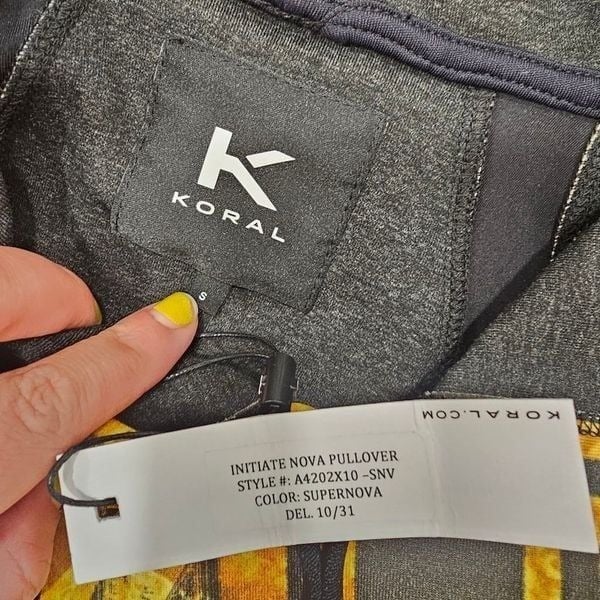 K
KORAL
S
KORAL.COM
INITIATE NOVA PULLOVER
STYLE #: A4202X10 –SNV
COLOR: SUPERNOVA
DEL. 10/31